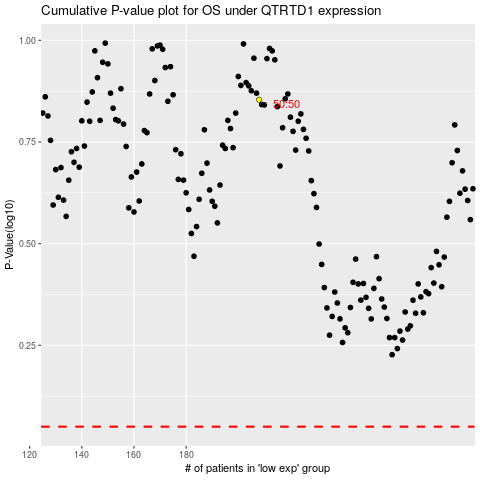 Cumulative P-value plot for OS under QTRTD1 expression
1.00
0.75
0.50
0.25
P-Value(log10)
50:50
120 140 160 180
# of patients in 'low exp' group